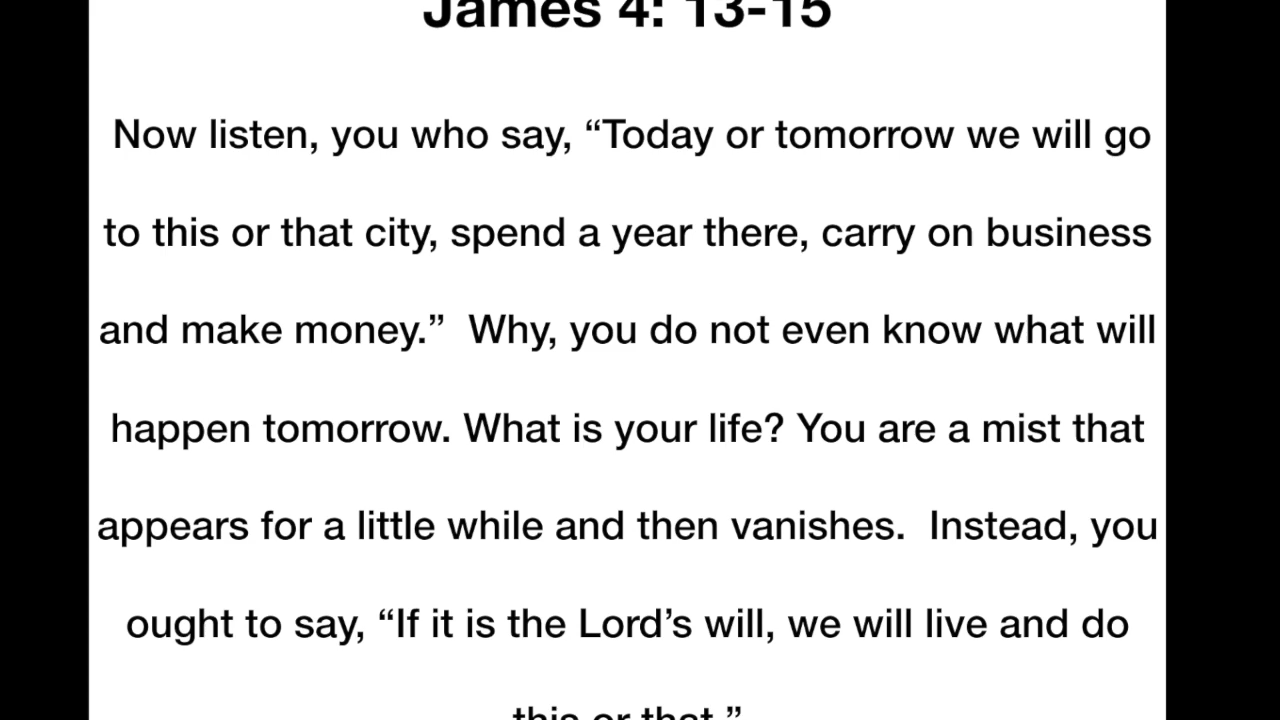 James 4: 13-15
Now listen, you who say, “Today or tomorrow we will go
to this or that city, spend a year there, carry on business
and make money.”  Why, you do not even know what will
happen tomorrow. What is your life? You are a mist that
appears for a little while and then vanishes.  Instead, you
ought to say, “If it is the Lord’s will, we will live and do
this or that.”